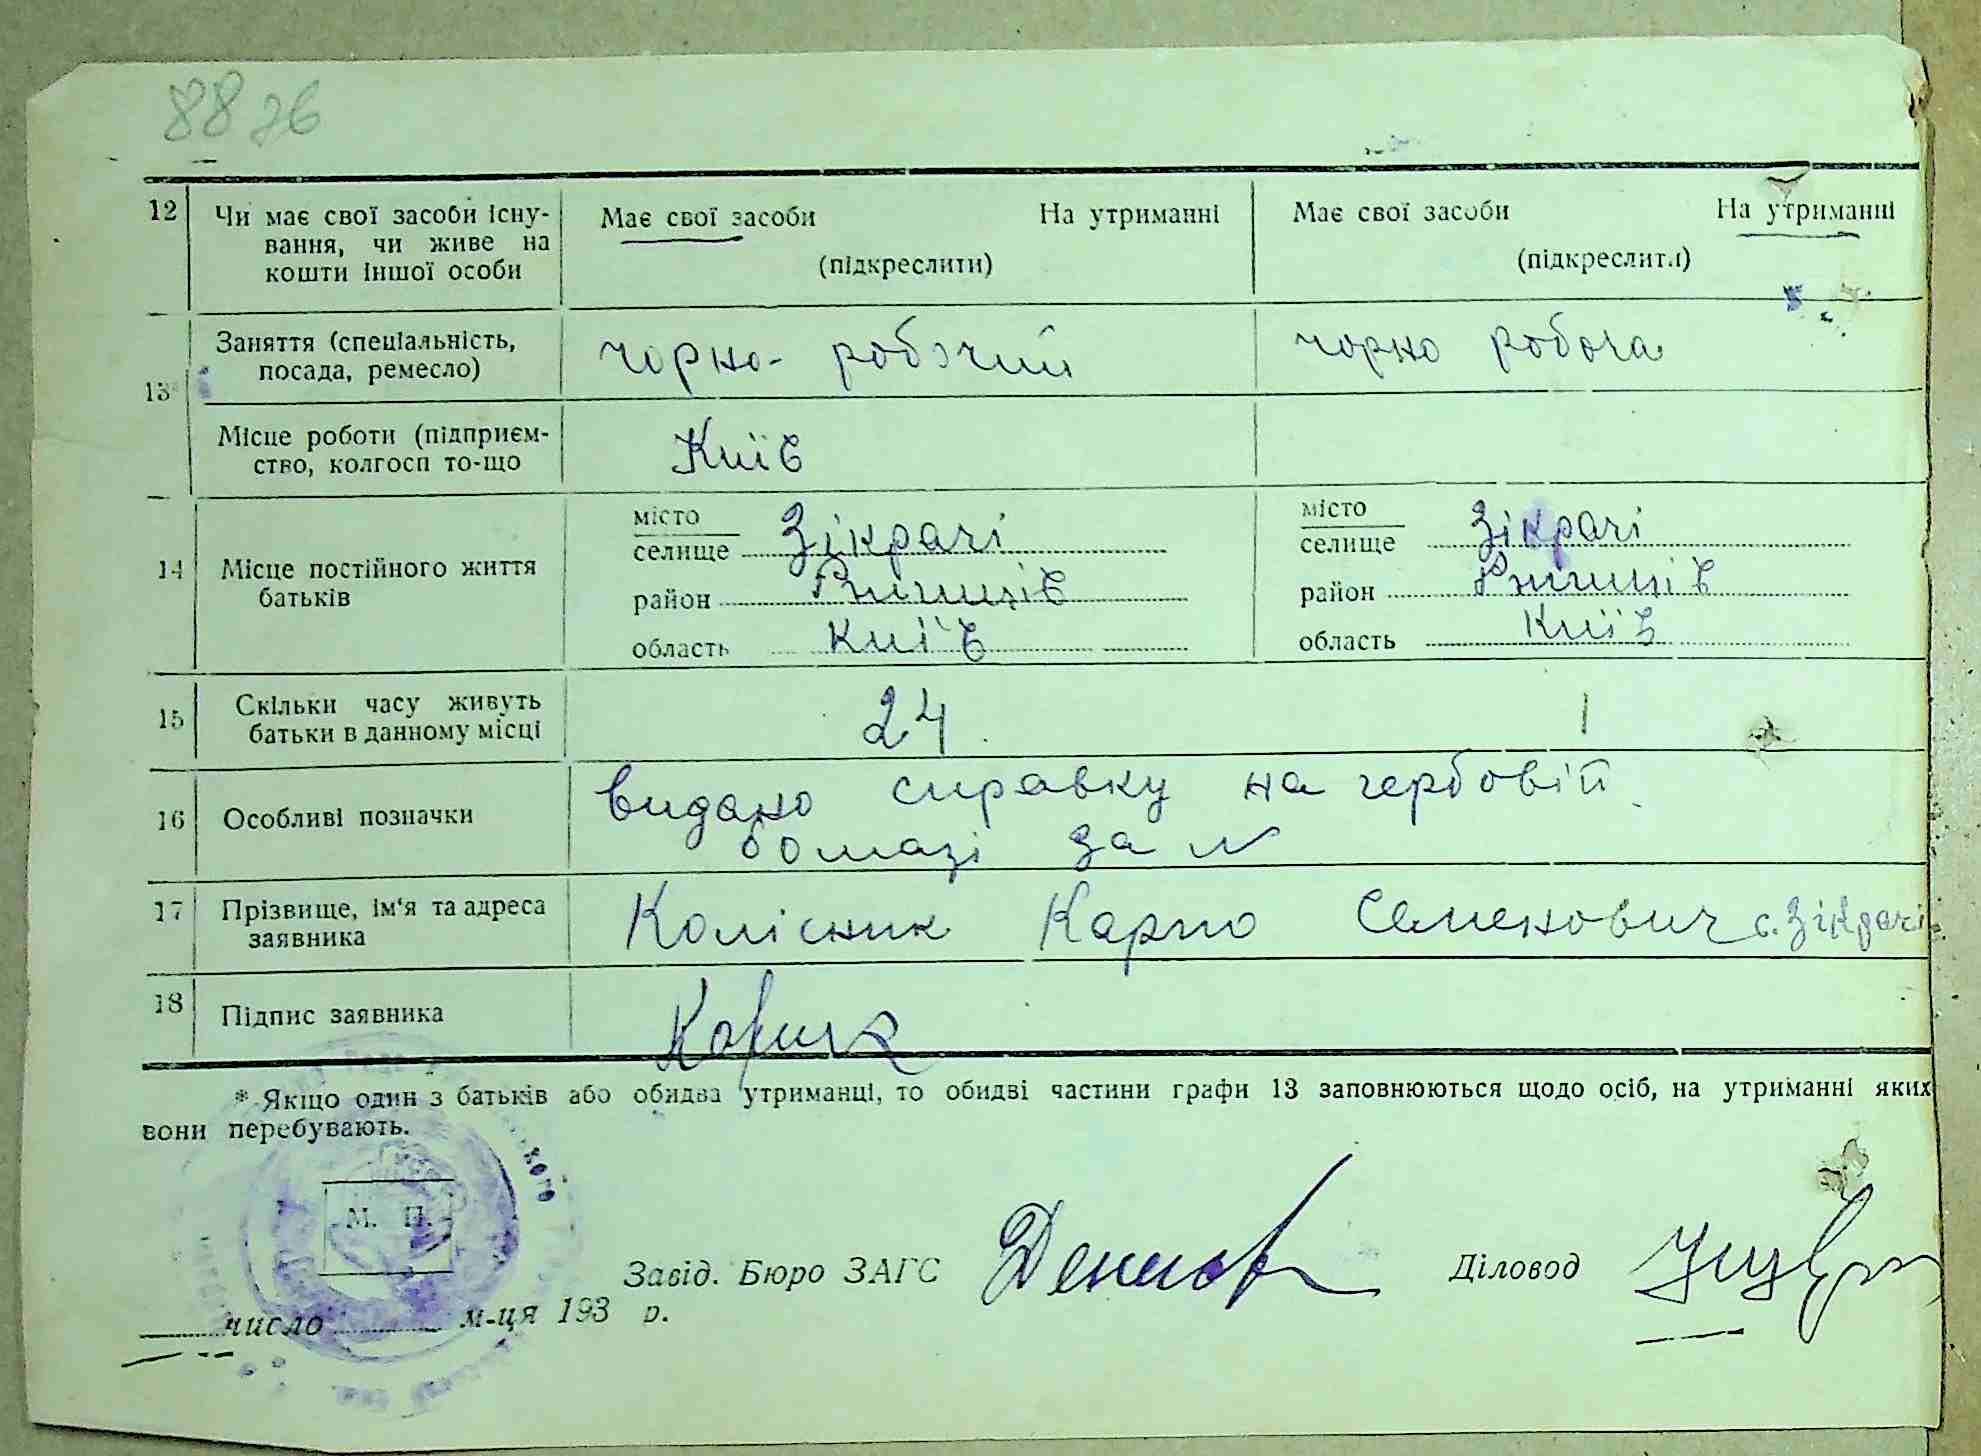 88 зв
12 Чи має свої засоби існу-
вання, чи живе на
кошти іншої особи
Має свої засоби На утриманні
(підкреслити)
Має свої засоби На утриманні
(підкреслити)
13*
Заняття (спеціальність,
посада, ремесло)
чорно-робочий
чорно робоча
Місце роботи (підприєм-
ство, колгосп то-що
Київ
14 Місце постійного життя
батьків
місто
селище Зікрачі
район Ржищів
область Київ
місто
селище Зікрачі
район Ржищів
область Київ
15 Скільки часу живуть
батьки в данному місці
24
1
16 Особливі позначки
видано справку на гербовій
бомазі за №
17 Прізвище, ім'я та адреса
заявника
Колісник Карпо Семенович с. Зікрачі
18 Підпис заявника
* Якщо один з батьків або обидва утриманці, то обидві частини графи 13 заповнюються щодо осіб, на утриманні яких
вони перебувають.
М. П.
Завід. Бюро ЗАГС
Діловод
число м-ця 193 р.